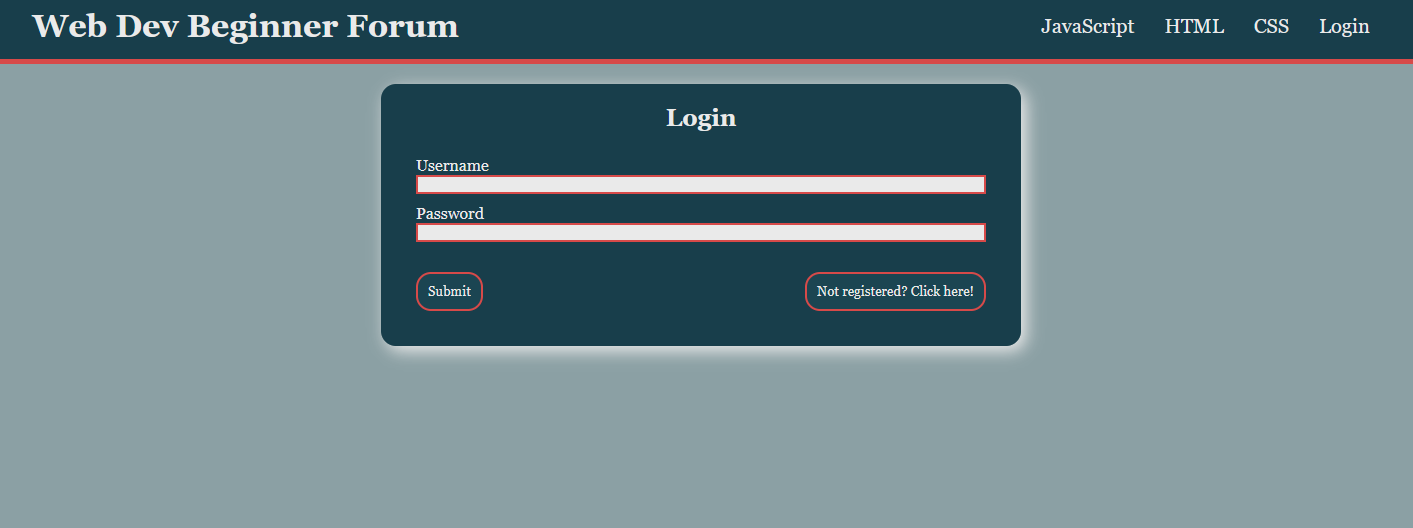 Web Dev Beginner Forum
JavaScript HTML CSS Login
Login
Username
Password
Submit
Not registered? Click here!